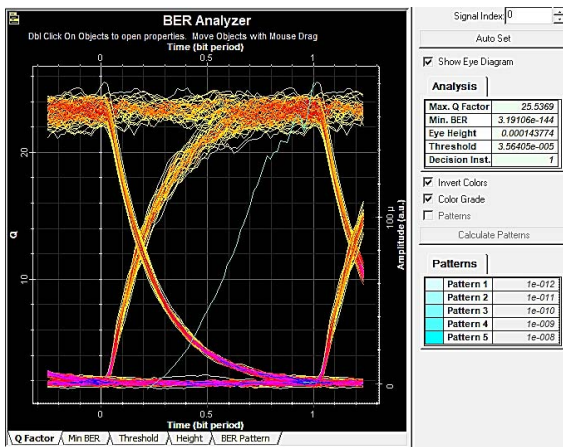 BER Analyzer
Dbl Click On Objects to open properties. Move Objects with Mouse Drag
Time (bit period)
0 0.5 1
Q
20
10
100 µ
0
Amplitude (a.u.)
0 0.5 1
Time (bit period)
Q Factor Min BER Threshold Height BER Pattern
Signal Index: 0
Auto Set
Show Eye Diagram
Analysis
Max. Q Factor 25.5369
Min. BER 3.19106e-144
Eye Height 0.000143774
Threshold 3.56405e-005
Decision Inst. 1
Invert Colors
Color Grade
Patterns
Calculate Patterns
Patterns
Pattern 1 1e-012
Pattern 2 1e-011
Pattern 3 1e-010
Pattern 4 1e-009
Pattern 5 1e-008